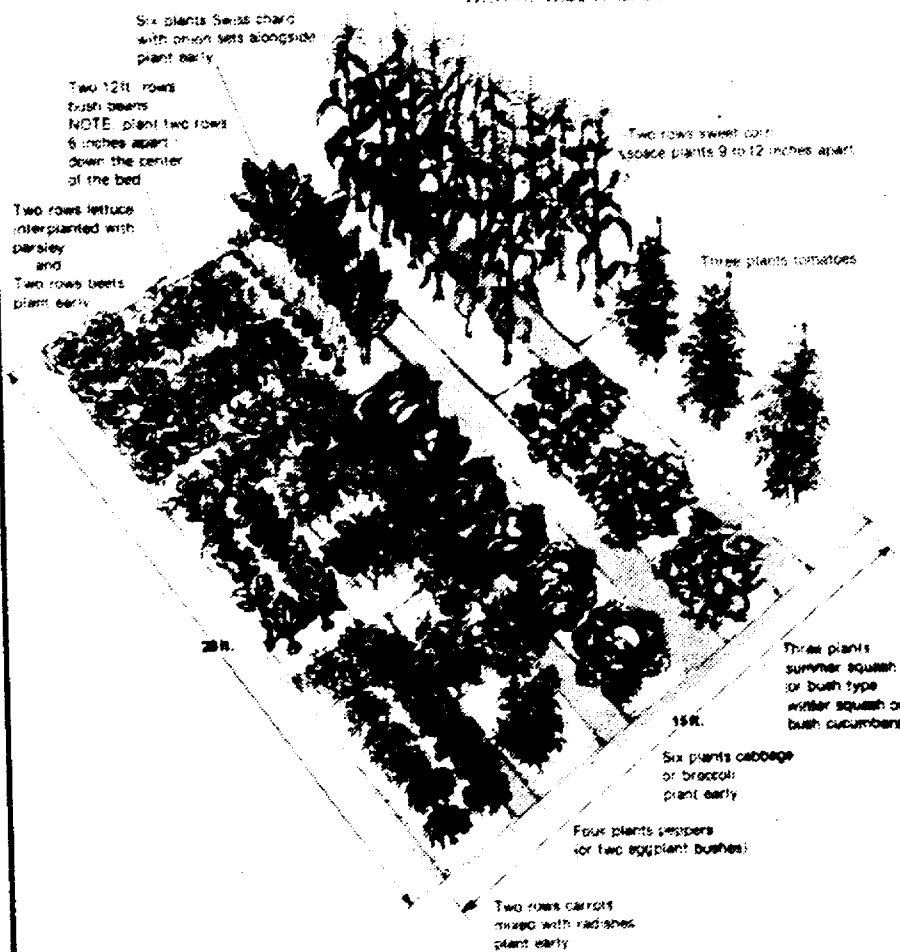 Six plants Swiss chard
with onion sets alongside
plant early
Two 12ft. rows
bush beans
NOTE: plant two rows
6 inches apart
down the center
of the bed
Two rows lettuce
interplanted with
parsley
and
Two rows beets
plant early
Two rows sweet corn
space plants 9 to 12 inches apart
Three plants tomatoes
15 ft.
Three plants
summer squash
or bush type
winter squash or
bush cucumbers
Six plants cabbage
or broccoli
plant early
Four plants peppers
(or two eggplant bushes)
Two rows carrots
mixed with radishes
plant early